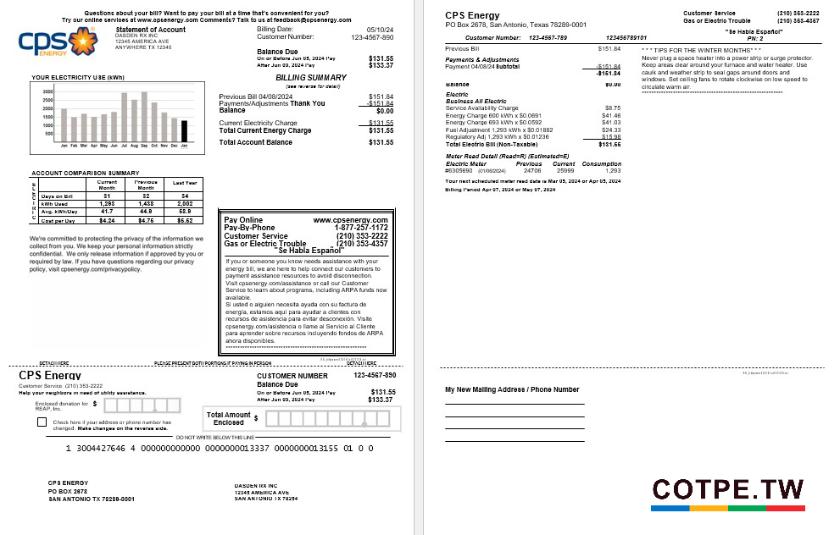 Questions about your bill? Want to pay your bill at a time that's convenient for you?
Try our online services at www.cpsenergy.com Comments? Talk to us at feedback@cpsenergy.com
cps
ENERGY
Statement of Account
DASDEN RX INC
12345 AMERICA AVE
ANYWHERE TX 12345
Billing Date: 05/10/24
Customer Number: 123-4567-890
Balance Due
On or Before Jun 05, 2024 Pay $131.55
After Jun 03, 2024 Pay $133.37
YOUR ELECTRICITY USE (kWh)
3000
2500
2000
1500
1000
500
Jan Feb Mar Apr May Jun Jul Aug Sep Oct Nov Dec Jan
BILLING SUMMARY
(see reverse for detail)
Previous Bill 04/08/2024 $151.84
Payments/Adjustments Thank You -$151.84
Balance $0.00
Current Electricity Charge $131.55
Total Current Energy Charge $131.55
Total Account Balance $131.55
ACCOUNT COMPARISON SUMMARY
Current Month Previous Month Last Year
Days on Bill 31 32 34
kWh Used 1,293 1,438 2,002
Avg. kWh/Day 41.7 44.9 58.9
Cost per Day $4.24 $4.75 $5.52
We're committed to protecting the privacy of the information we
collect from you. We keep your personal information strictly
confidential. We only release information if approved by you or
required by law. If you have questions regarding our privacy
policy, visit cpsenergy.com/privacypolicy.
Pay Online www.cpsenergy.com
Pay-By-Phone 1-877-257-1172
Customer Service (210) 353-2222
Gas or Electric Trouble (210) 353-4357
"Se Habla Español"
If you or someone you know needs assistance with your
energy bill, we are here to help connect our customers to
payment assistance resources to avoid disconnection.
Visit cpsenergy.com/assistance or call our Customer
Service to learn about programs, including ARPA funds now
available.
Si usted o alguien necesita ayuda con su factura de
energía, estamos aquí para ayudar a clientes con
recursos de asistencia para evitar desconexión. Visite
cpsenergy.com/asistencia o llame al Servicio al Cliente
para aprender sobre recursos incluyendo fondos de ARPA
ahora disponibles.
DETACH HERE PLEASE PRESENT BOTH PORTIONS IF PAYING IN PERSON DETACH HERE
CPS Energy
Customer Service (210) 353-2222
Help your neighbors in need of utility assistance.
Enclosed donation for
REAP, Inc. $
Check here if your address or phone number has
changed. Make changes on the reverse side.
CUSTOMER NUMBER 123-4567-890
Balance Due
On or Before Jun 05, 2024 Pay $131.55
After Jun 05, 2024 Pay $133.37
Total Amount
Enclosed $
DO NOT WRITE BELOW THIS LINE
1 3004427646 4 000000000000 000000013337 000000013155 01 0 0
CPS ENERGY
PO BOX 2678
SAN ANTONIO TX 78289-0001
DASDEN RX INC
12345 AMERICA AVE
SAN ANTONIO TX 78254
CPS Energy
PO Box 2678, San Antonio, Texas 78289-0001
Customer Service (210) 353-2222
Gas or Electric Trouble (210) 353-4357
"Se Habla Español"
Customer Number: 123-4567-789 123456789101 PN: 2
Previous Bill $151.84
Payments & Adjustments
Payment 04/08/24 Subtotal -$151.84
-$151.84
Balance $0.00
Electric
Business All Electric
Service Availability Charge $8.75
Energy Charge 600 kWh x $0.0691 $41.46
Energy Charge 693 kWh x $0.0592 $41.03
Fuel Adjustment 1,293 kWh x $0.01882 $24.33
Regulatory Adj 1,293 kWh x $0.01236 $15.98
Total Electric Bill (Non-Taxable) $131.55
Meter Read Detail (Read=R) (Estimated=E)
Electric Meter Previous Current Consumption
#6305690 (01/06/2024) 24706 25999 1,293
Your next scheduled meter read date is Mar 05, 2024 or Apr 05, 2024
Billing Period Apr 07, 2024 or May 07, 2024
* * * TIPS FOR THE WINTER MONTHS * * *
Never plug a space heater into a power strip or surge protector.
Keep areas clear around your furnace and water heater. Use
caulk and weather strip to seal gaps around doors and
windows. Set ceiling fans to rotate clockwise on low speed to
circulate warm air.
My New Mailing Address / Phone Number
COTPE.TW